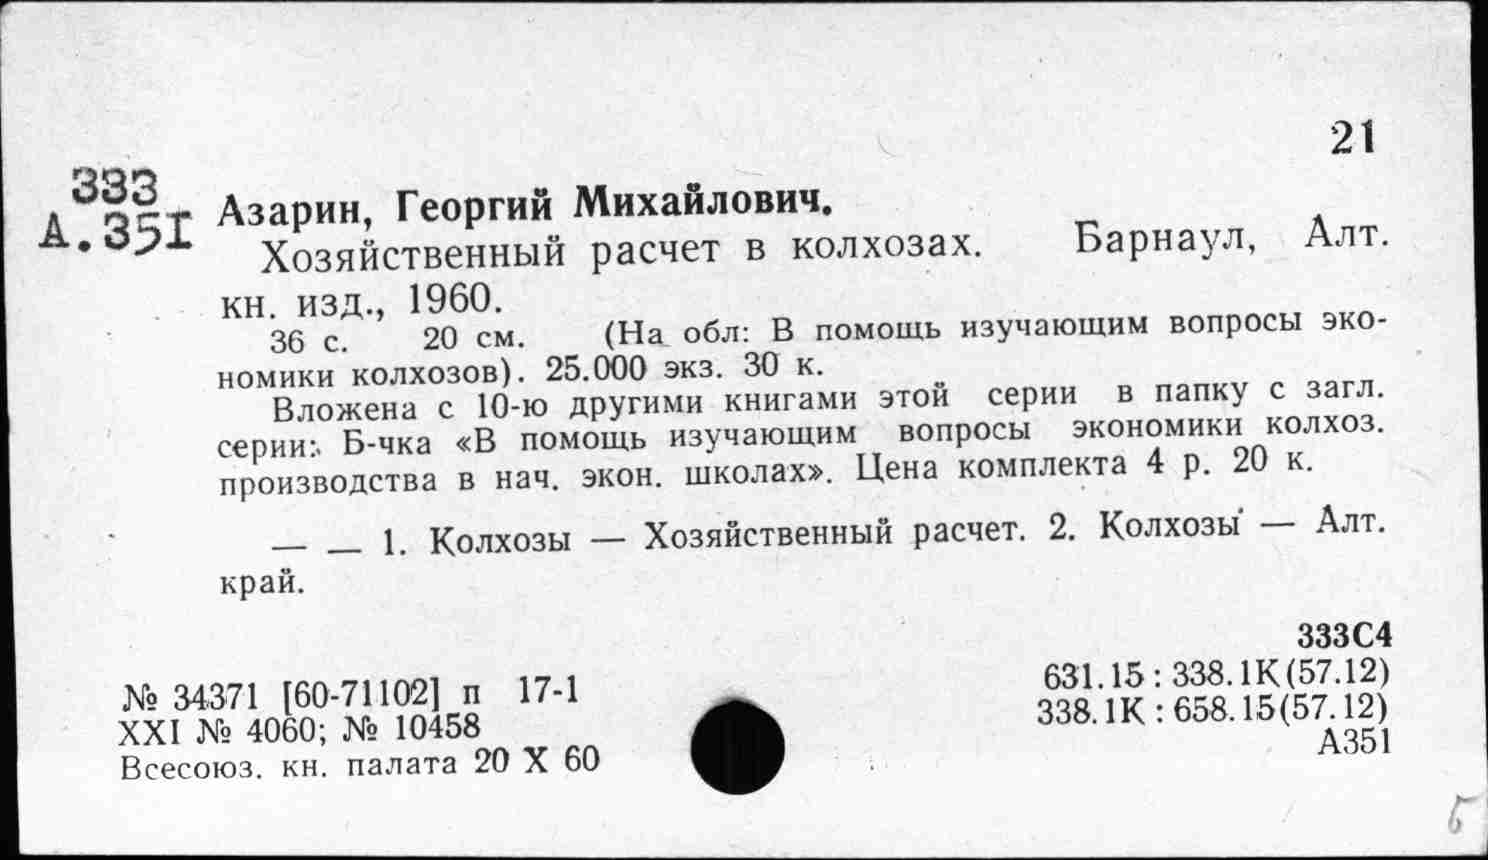 21
333
А.351
Азарин, Георгий Михайлович.
Хозяйственный расчет в колхозах. Барнаул, Алт.
кн. изд., 1960.
36 с. 20 см. (На обл: В помощь изучающим вопросы эко-
номики колхозов). 25.000 экз. 30 к.
Вложена с 10-ю другими книгами этой серии в папку с загл.
серии: Б-чка «В помощь изучающим вопросы экономики колхоз.
производства в нач. экон. школах». Цена комплекта 4 р. 20 к.
— — 1. Колхозы — Хозяйственный расчет. 2. Колхозы — Алт.
край.
333С4
631.15 : 338.1К(57.12)
338.1К : 658.15(57.12)
А351
№ 34371 [60-71102] п 17-1
XXI № 4060; № 10458
Всесоюз. кн. палата 20 X 60